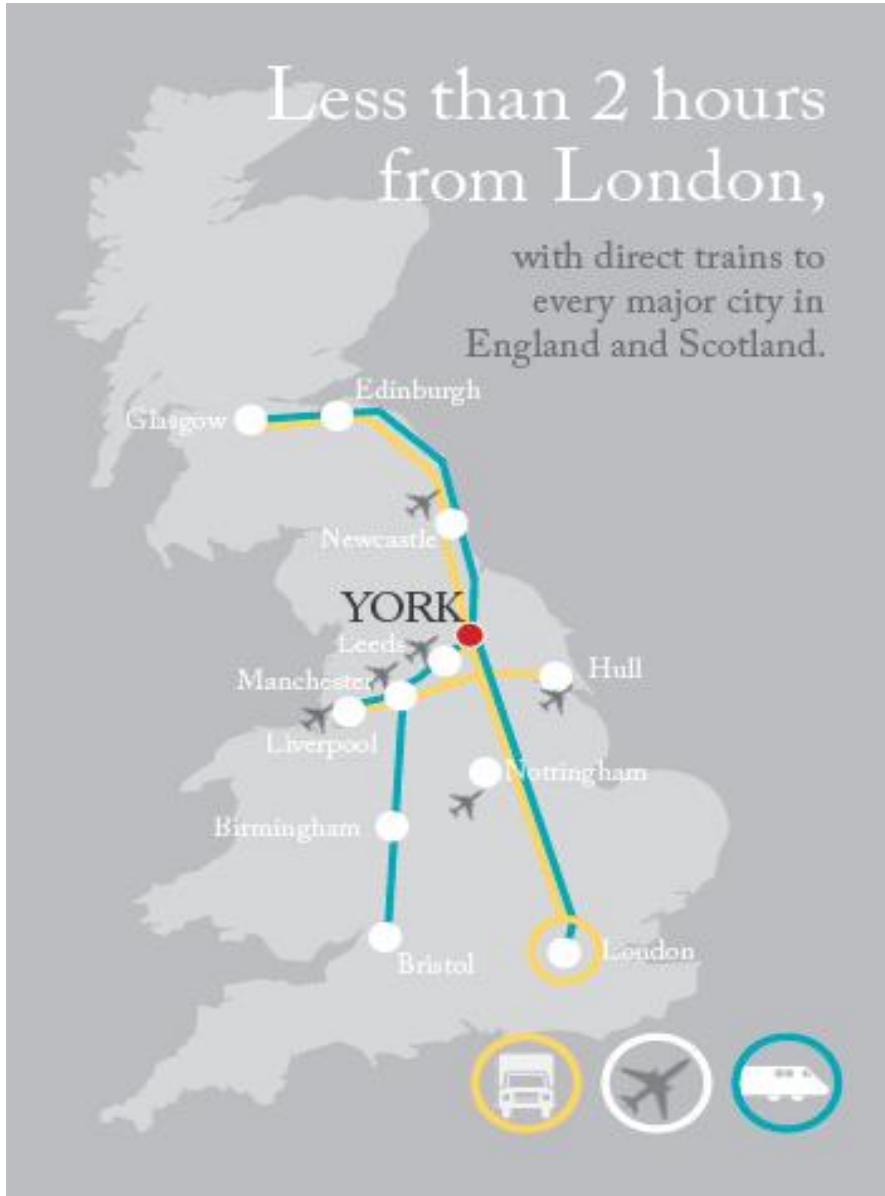 Less than 2 hours
from London,
with direct trains to
every major city in
England and Scotland.
Edinburgh
Glasgow
Newcastle
YORK
Leeds
Hull
Manchester
Liverpool
Nottringham
Birmingham
London
Bristol